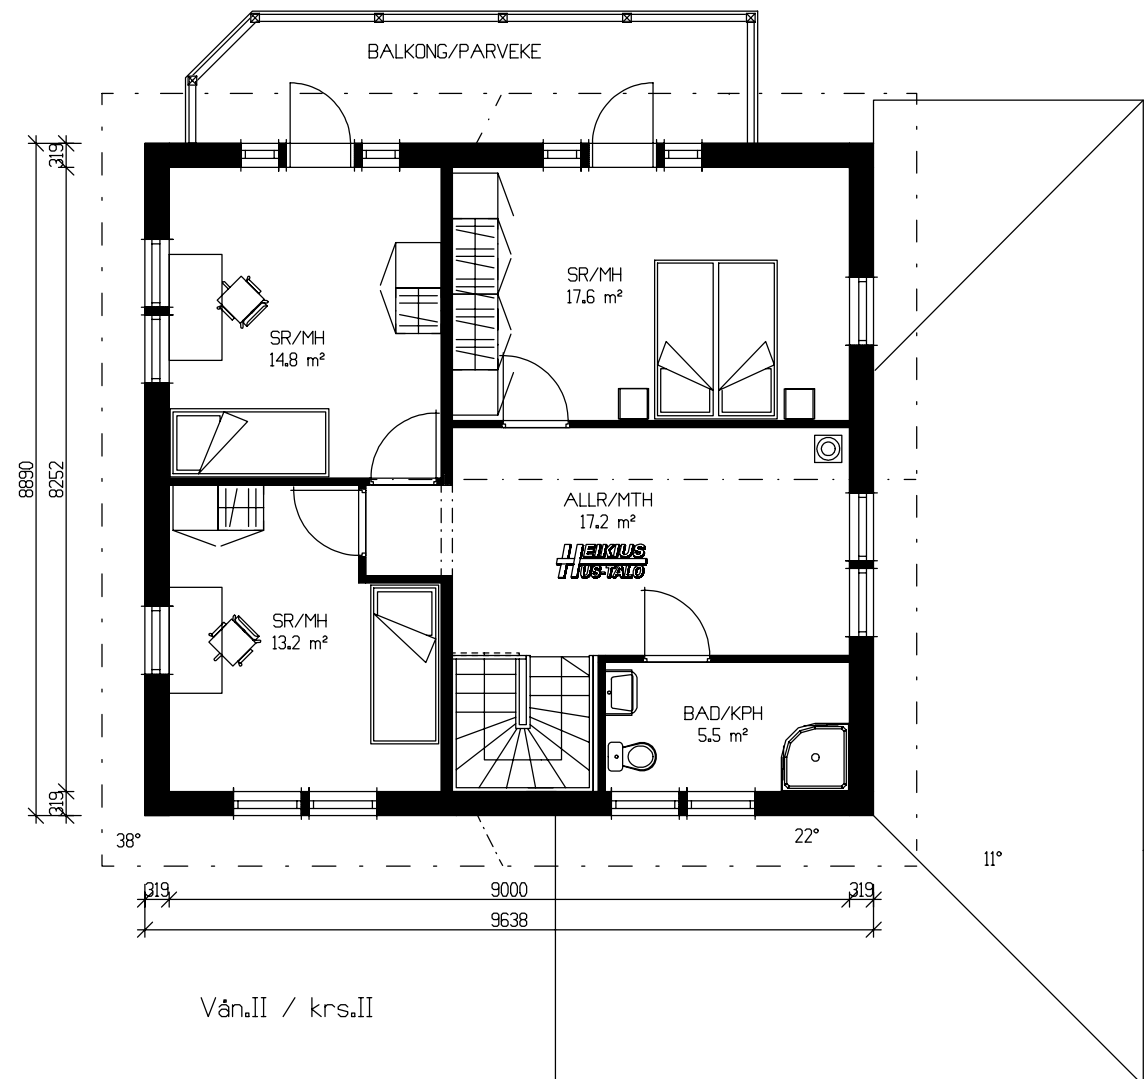 BALKONG/PARVEKE
319
8890
8252
319
SR/MH
17.6 m²
SR/MH
14.8 m²
ALLR/MTH
17.2 m²
HEIKIUS
HUS-TALO
SR/MH
13.2 m²
BAD/KPH
5.5 m²
38°
22°
11°
319
9000
319
9638
Vån.II / krs.II